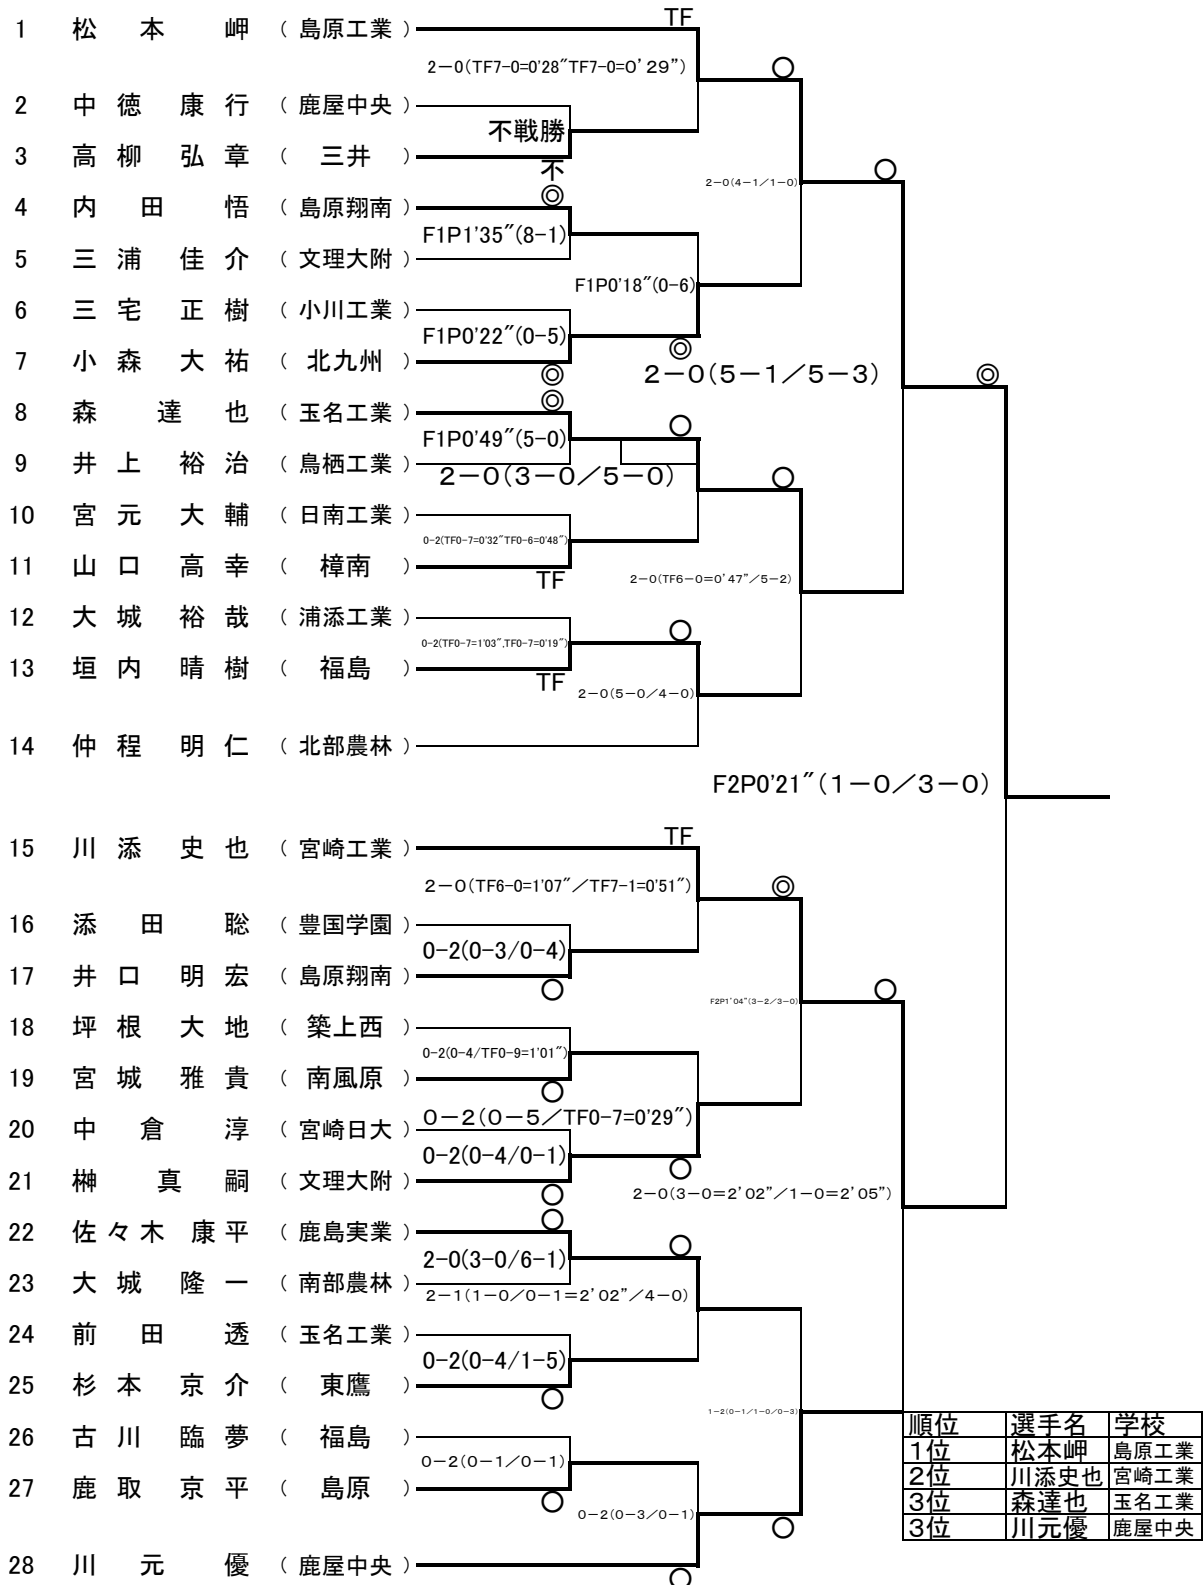 TF
1 松本 岬 （ 島原工業 ）
2－0(TF7-0=0'28″TF7-0=0’29”)
○
2 中徳 康行 （ 鹿屋中央 ）
不戦勝
3 高柳 弘章 （ 三井 ）
不
2－0(4－1／1－0)
○
◎
4 内田 悟 （ 島原翔南 ）
F1P1'35″(8-1)
5 三浦 佳介 （ 文理大附 ）
F1P0'18″(0-6)
6 三宅 正樹 （ 小川工業 ）
F1P0'22″(0-5)
◎
7 小森 大祐 （ 北九州 ）
◎
2－0(5－1／5－3)
◎
◎
8 森 達也 （ 玉名工業 ）
○
F1P0'49″(5-0)
9 井上 裕治 （ 鳥栖工業 ）
2－0(3－0／5－0)
○
10 宮元 大輔 （ 日南工業 ）
0-2(TF0-7=0'32″TF0-6=0'48″)
11 山口 高幸 （ 樟南 ）
TF
2－0(TF6－0＝0’47”／5－2)
12 大城 裕哉 （ 浦添工業 ）
○
0-2(TF0-7=1'03″,TF0-7=0'19″)
13 垣内 晴樹 （ 福島 ）
TF
2－0(5－0／4－0)
14 仲程 明仁 （ 北部農林 ）
F2P0'21″(1－0／3－0)
TF
15 川添 史也 （ 宮崎工業 ）
2－0(TF6-0=1'07″／TF7-1=0'51″)
◎
16 添田 聡 （ 豊国学園 ）
0-2(0-3/0-4)
17 井口 明宏 （ 島原翔南 ）
○
○
F2P1'04″(3-2/3-0)
18 坪根 大地 （ 築上西 ）
0-2(0-4/TF0-9=1'01″)
19 宮城 雅貴 （ 南風原 ）
○
0－2(0－5／TF0-7=0'29″)
20 中倉 淳 （ 宮崎日大 ）
0-2(0-4/0-1)
○
21 榊 真嗣 （ 文理大附 ）
○
2－0(3－0＝2’02”／1－0＝2’05”)
○
22 佐々木 康平 （ 鹿島実業 ）
○
2-0(3-0/6-1)
23 大城 隆一 （ 南部農林 ）
2－1(1－0／0－1＝2’02”／4－0)
24 前田 透 （ 玉名工業 ）
0-2(0-4/1-5)
25 杉本 京介 （ 東鷹 ）
○
1－2(0－1／1－0／0－3)
26 古川 臨夢 （ 福島 ）
0－2(0－1／0－1)
27 鹿取 京平 （ 島原 ）
○
0－2(0－3／0－1)
○
28 川元 優 （ 鹿屋中央 ）
○
順位 選手名 学校
1位 松本岬 島原工業
2位 川添史也 宮崎工業
3位 森達也 玉名工業
3位 川元優 鹿屋中央